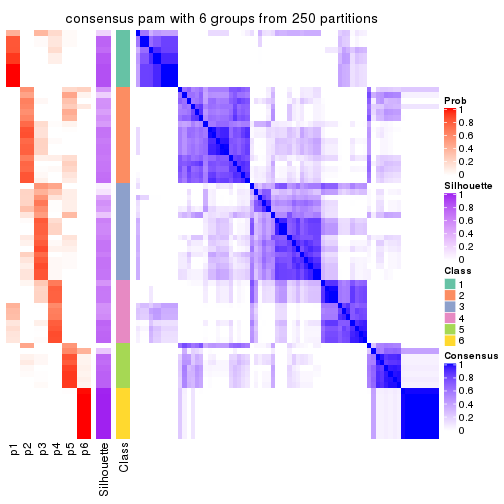 consensus pam with 6 groups from 250 partitions
Prob
1
0.8
0.6
0.4
0.2
0
Silhouette
1
0.8
0.6
0.4
0.2
0
Class
1
2
3
4
5
6
Consensus
1
0.8
0.6
0.4
0.2
0
p1
p2
p3
p4
p5
p6
Silhouette
Class